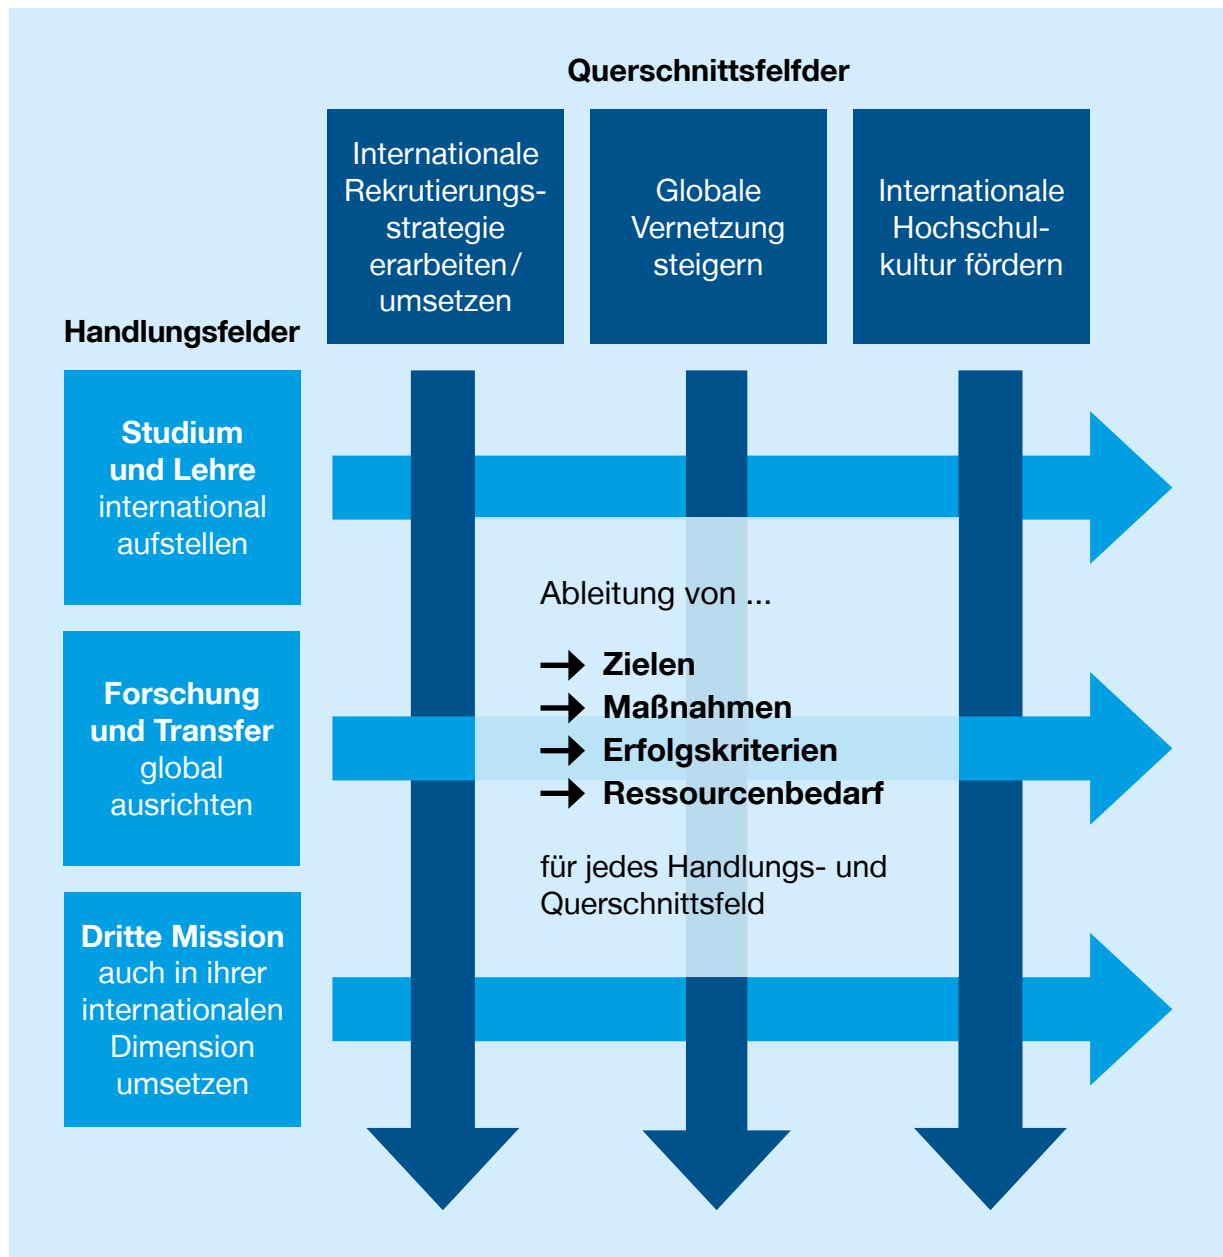 Querschnittsfelfder
Internationale
Rekrutierungs-
strategie
erarbeiten/
umsetzen
Globale
Vernetzung
steigern
Internationale
Hochschul-
kultur fördern
Handlungsfelder
Studium
und Lehre
international
aufstellen
Forschung
und Transfer
global
ausrichten
Dritte Mission
auch in ihrer
internationalen
Dimension
umsetzen
Ableitung von ...
→ Zielen
→ Maßnahmen
→ Erfolgskriterien
→ Ressourcenbedarf
für jedes Handlungs- und
Querschnittsfeld